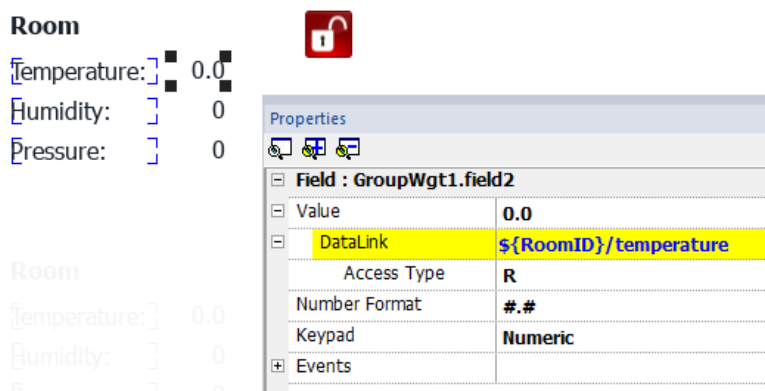 Room
Temperature: 0.0
Humidity: 0
Pressure: 0
Properties
Field : GroupWgt1.field2
Value 0.0
DataLink ${RoomID}/temperature
Access Type R
Number Format #.#
Keypad Numeric
Events
Room
Temperature: 0.0
Humidity: 0